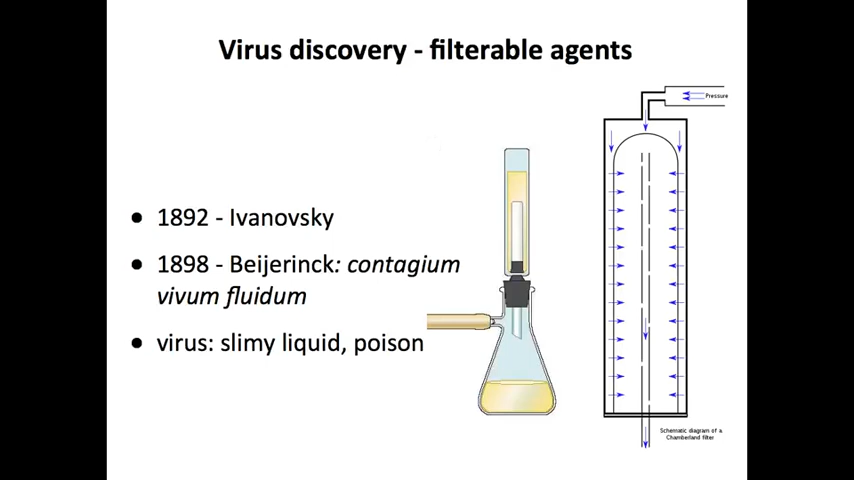 Virus discovery - filterable agents
Pressure
• 1892 - Ivanovsky
• 1898 - Beijerinck: contagium
vivum fluidum
• virus: slimy liquid, poison
Schematic diagram of a
Chamberland filter